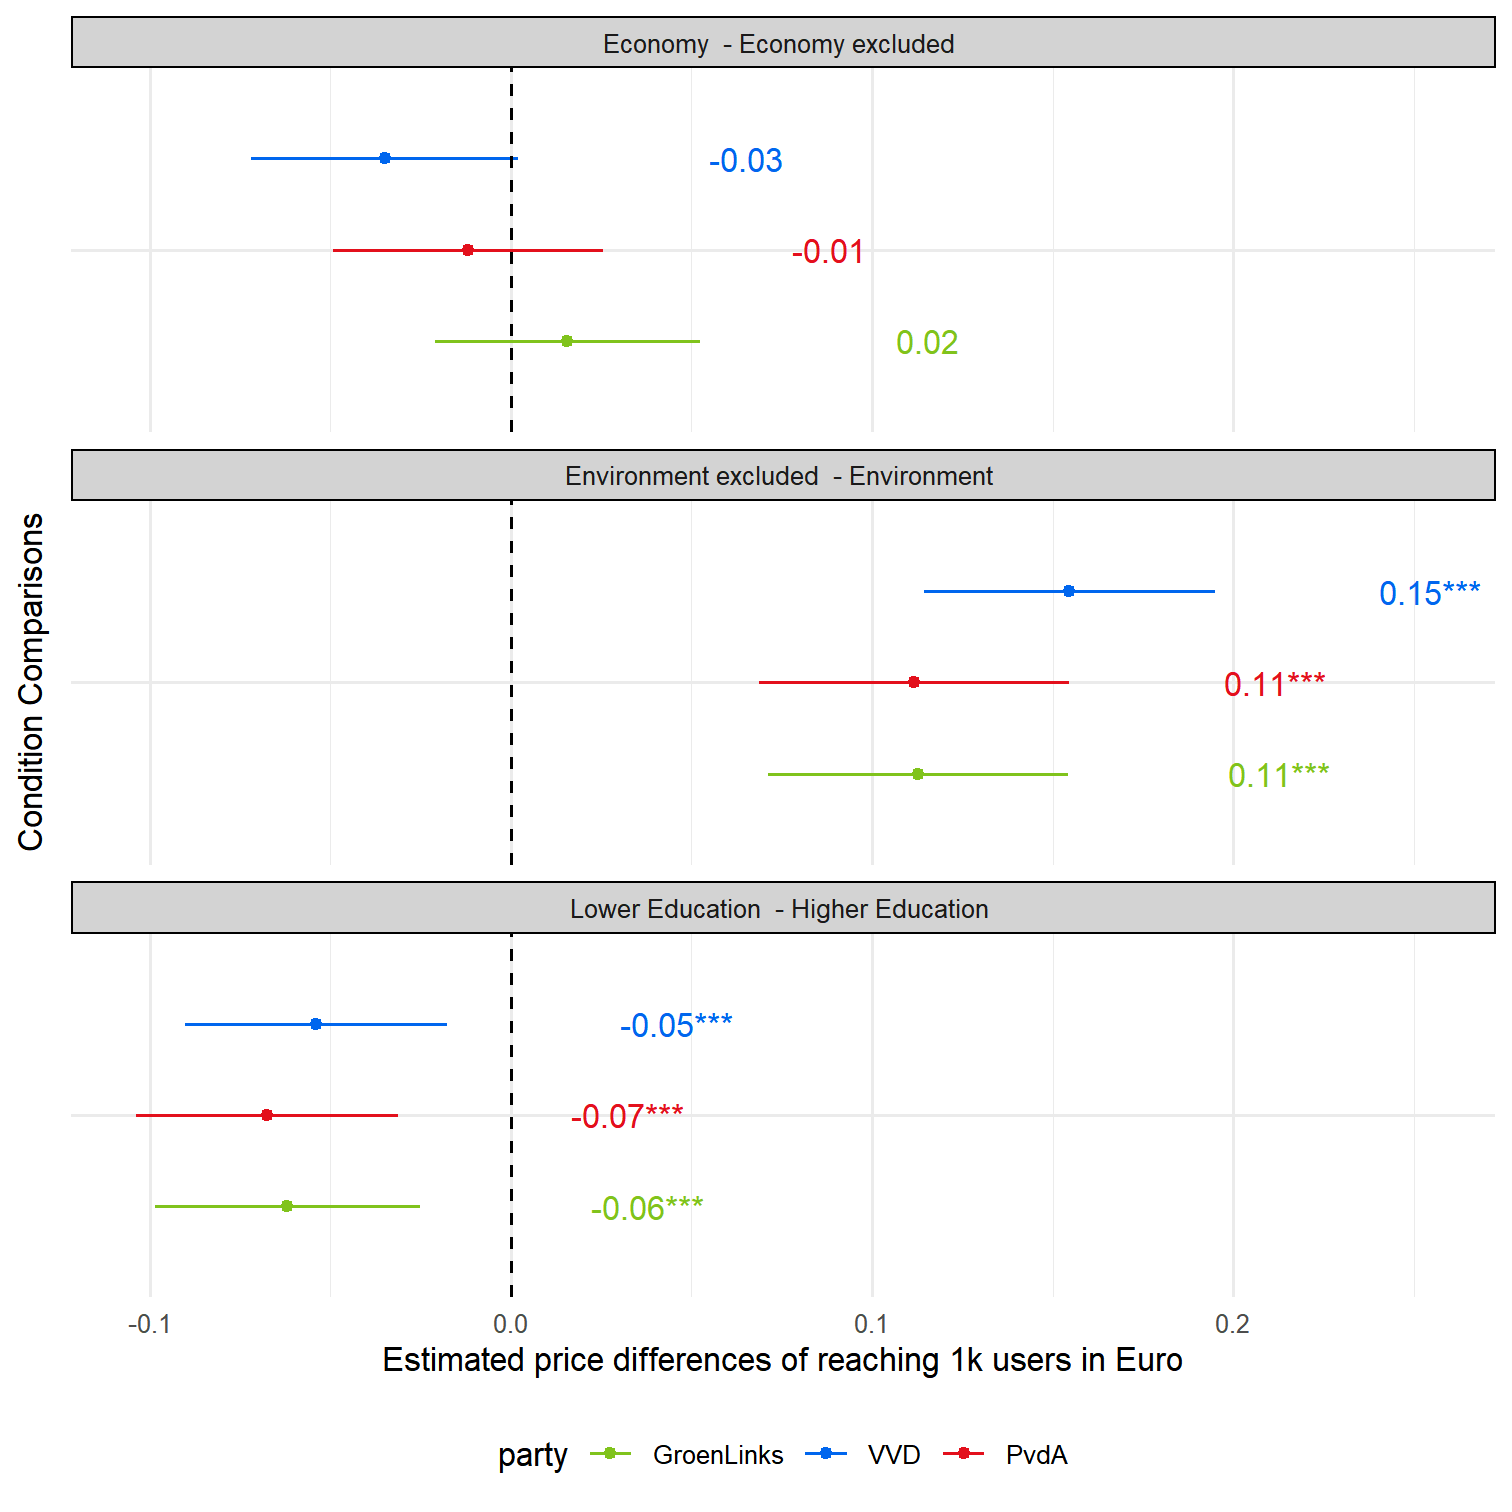 Economy  - Economy excluded
-0.03
-0.01
0.02
Environment excluded  - Environment
0.15***
0.11***
0.11***
Lower Education  - Higher Education
-0.05***
-0.07***
-0.06***
Condition Comparisons
-0.1 0.0 0.1 0.2
Estimated price differences of reaching 1k users in Euro
party GroenLinks VVD PvdA